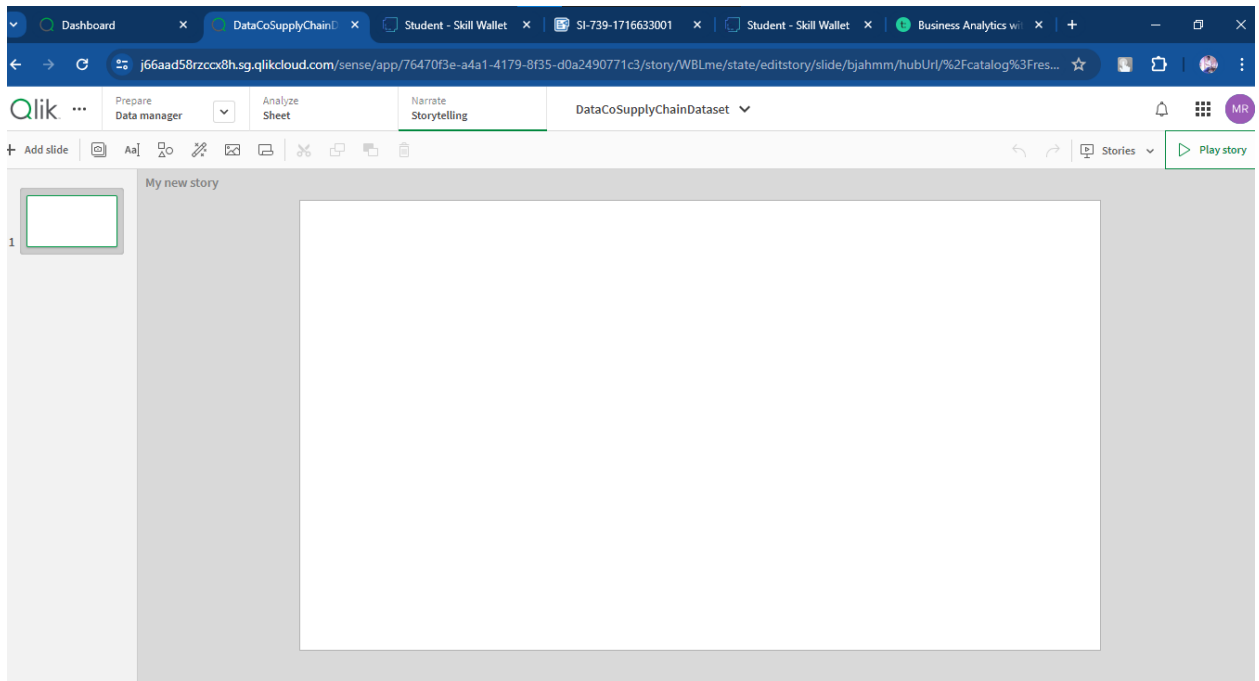 Dashboard
DataCoSupplyChainD
Student - Skill Wallet
SI-739-1716633001
Student - Skill Wallet
Business Analytics wi
j66aad58rzccx8h.sg.qlikcloud.com/sense/app/76470f3e-a4a1-4179-8f35-d0a2490771c3/story/WBLme/state/editstory/slide/bjahmm/hubUrl/%2Fcatalog%3Fres...
Qlik
Prepare
Data manager
Analyze
Sheet
Narrate
Storytelling
DataCoSupplyChainDataset
MR
+ Add slide
Aa
Stories
Play story
My new story
1